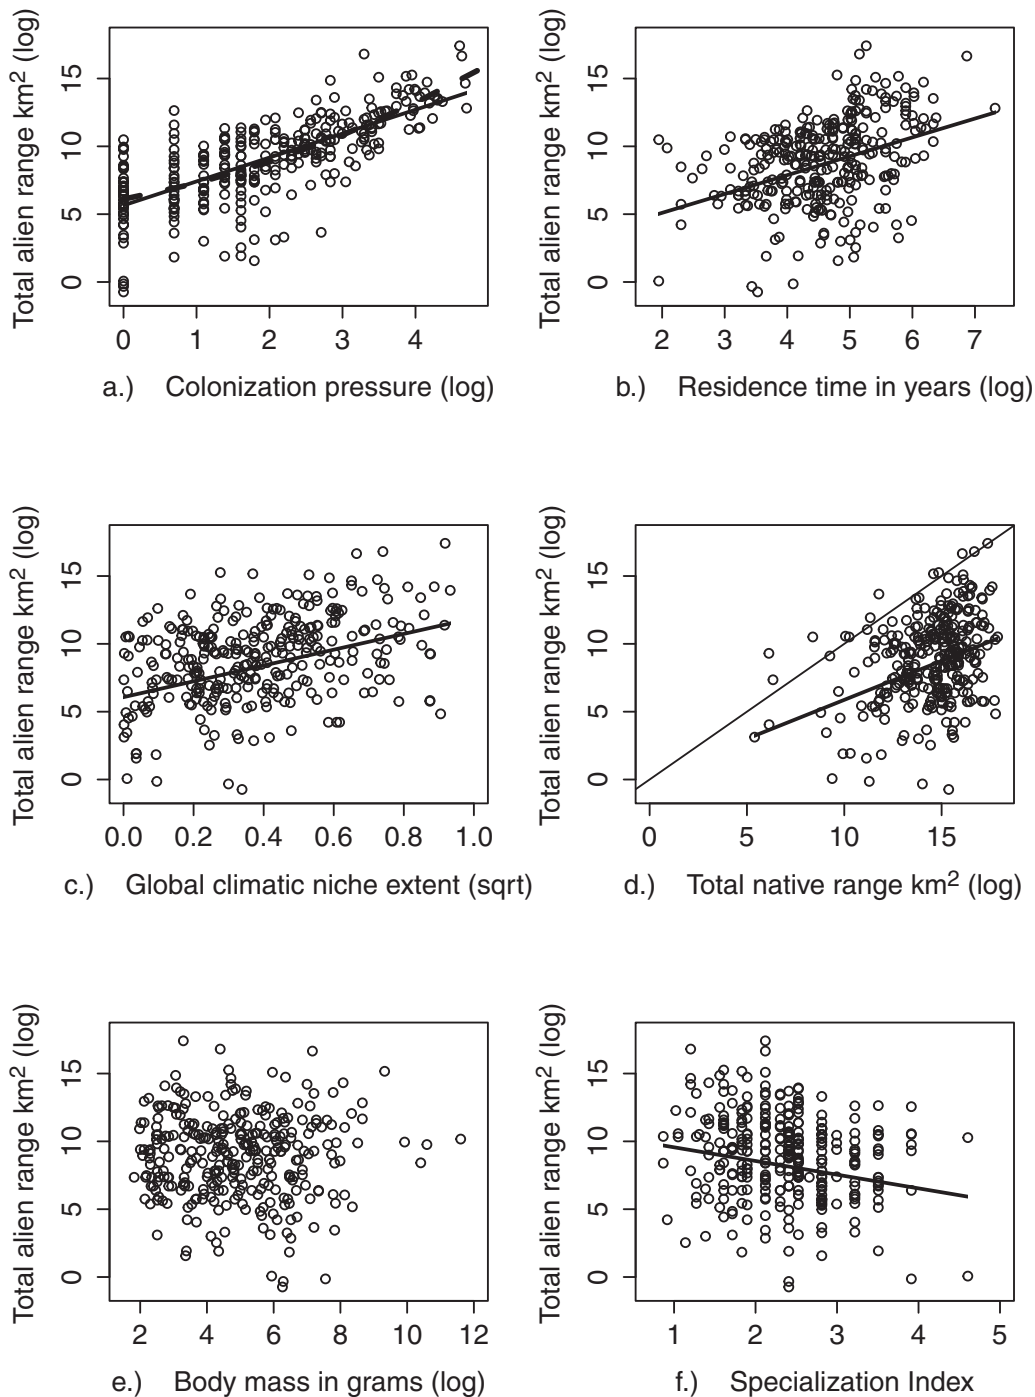 Total alien range km² (log)
15
10
5
0
0 1 2 3 4
a.) Colonization pressure (log)
Total alien range km² (log)
15
10
5
0
2 3 4 5 6 7
b.) Residence time in years (log)
Total alien range km² (log)
15
10
5
0
0.0 0.2 0.4 0.6 0.8 1.0
c.) Global climatic niche extent (sqrt)
Total alien range km² (log)
15
10
5
0
0 5 10 15
d.) Total native range km² (log)
Total alien range km² (log)
15
10
5
0
2 4 6 8 10 12
e.) Body mass in grams (log)
Total alien range km² (log)
15
10
5
0
1 2 3 4 5
f.) Specialization Index